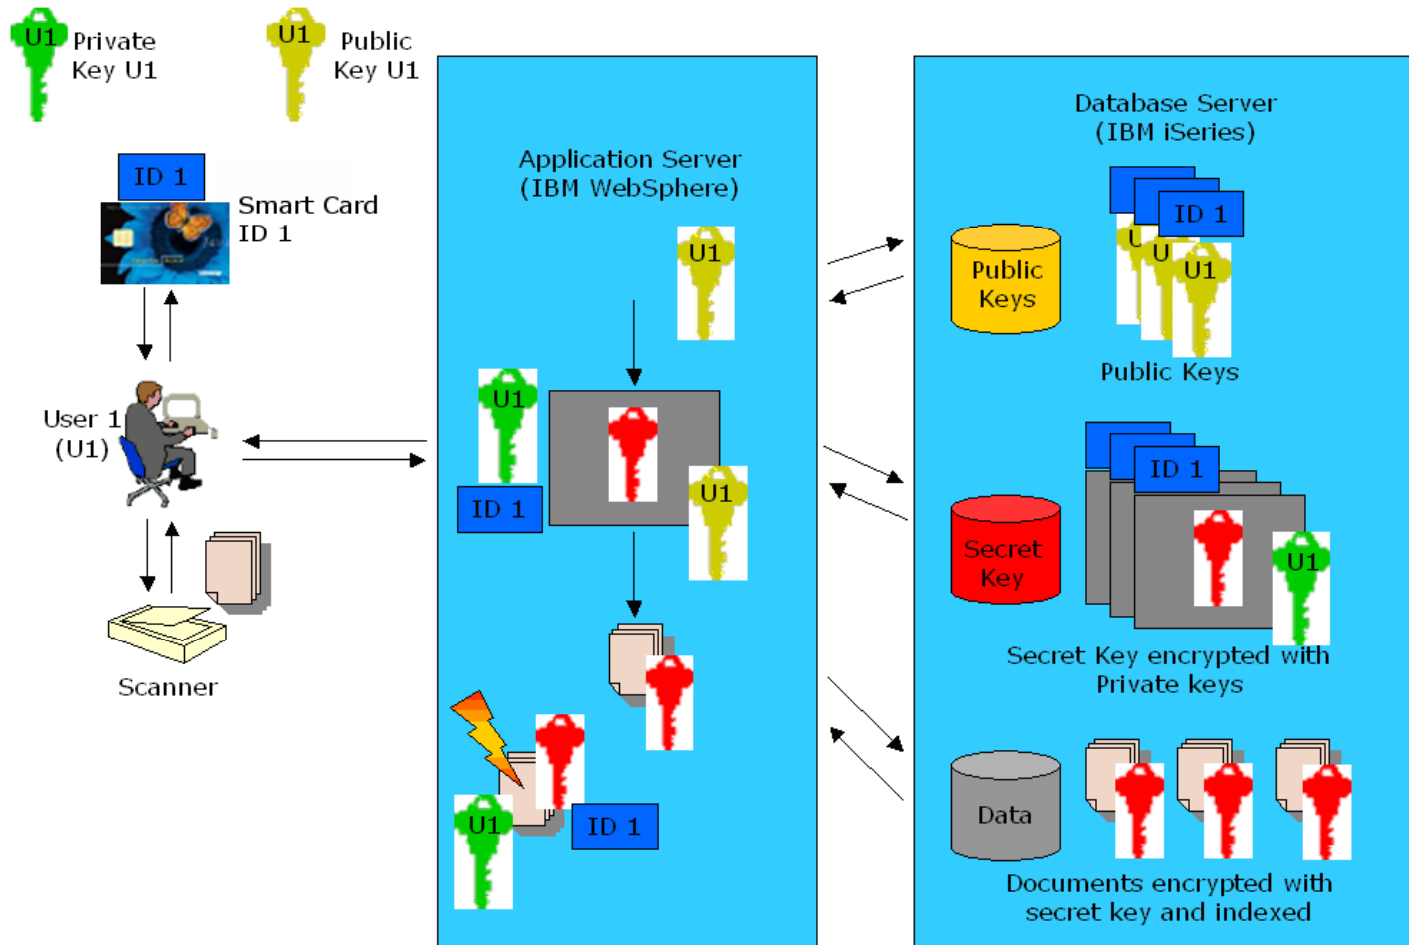 U1
Private
Key U1
U1
Public
Key U1
ID 1
Smart Card
ID 1
User 1
(U1)
Scanner
Application Server
(IBM WebSphere)
U1
U1
ID 1
U1
U1
ID 1
Database Server
(IBM iSeries)
Public
Keys
ID 1
U
U1
Public Keys
Secret
Key
ID 1
U1
Secret Key encrypted with
Private keys
Data
Documents encrypted with
secret key and indexed